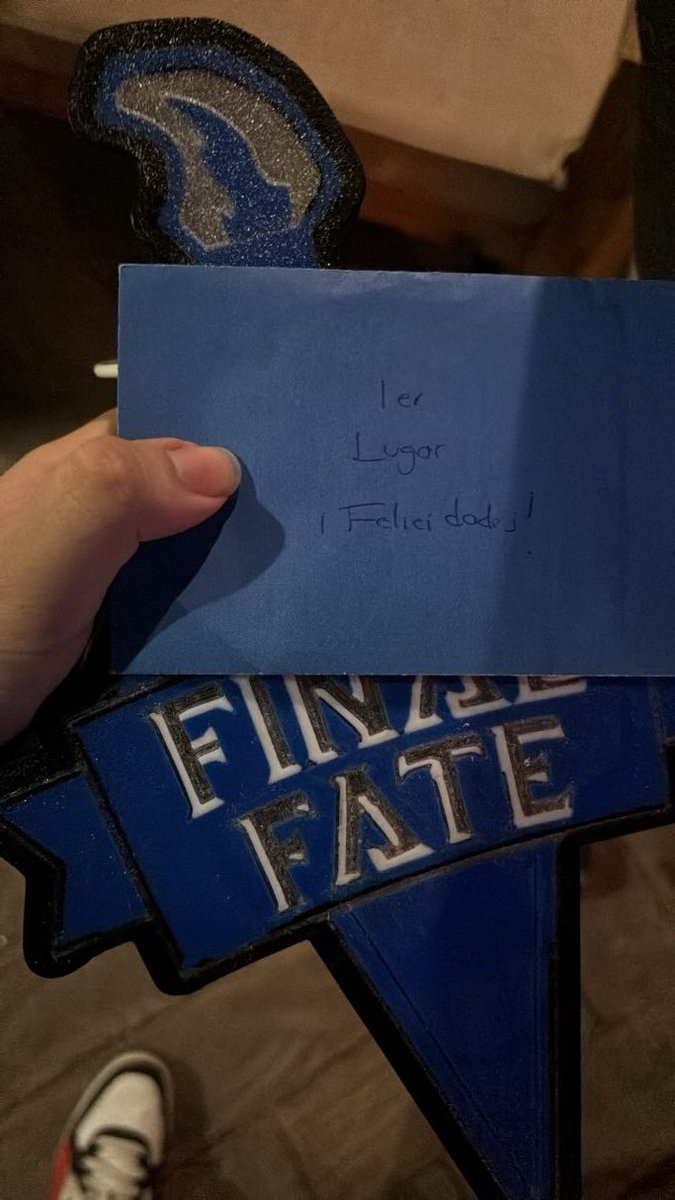 1er
Lugar
¡Felicidades!
FINAL
FATE